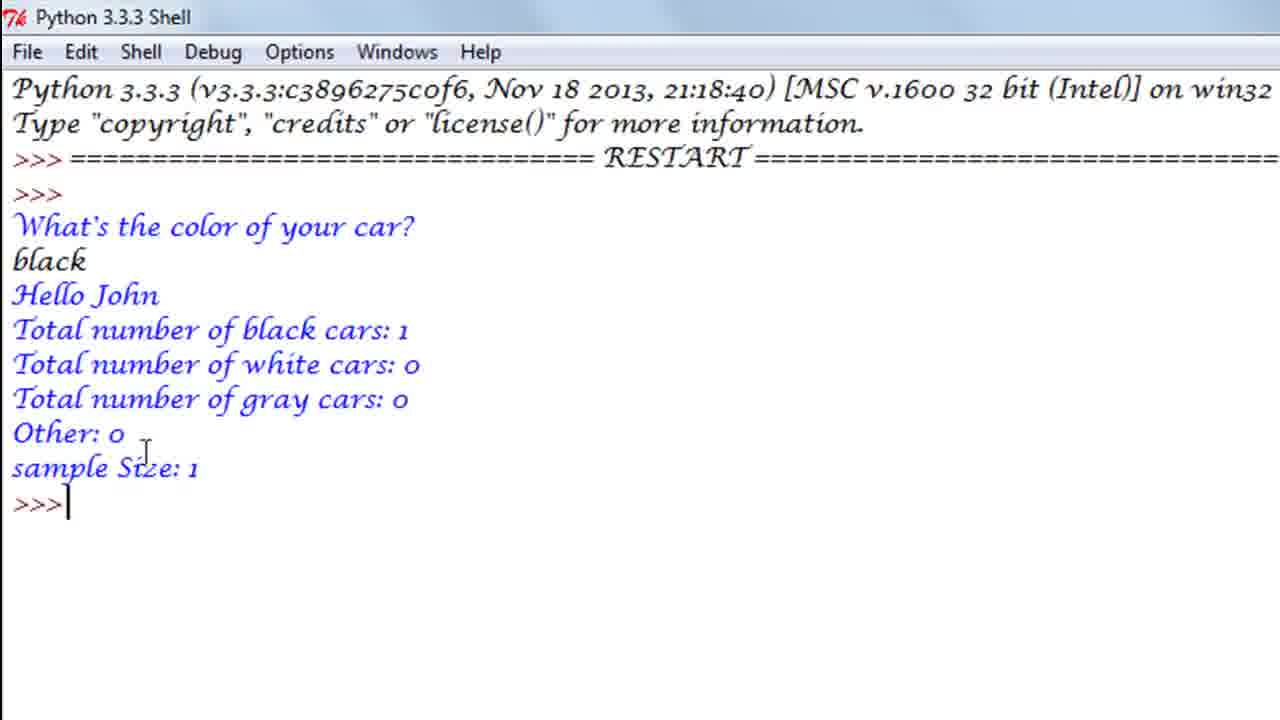 Python 3.3.3 Shell
File Edit Shell Debug Options Windows Help
Python 3.3.3 (v3.3.3:c3896275c0f6, Nov 18 2013, 21:18:40) [MSC v.1600 32 bit (Intel)] on win32
Type "copyright", "credits" or "license()" for more information.
>>> ================================ RESTART ================================
>>>
What's the color of your car?
black
Hello John
Total number of black cars: 1
Total number of white cars: 0
Total number of gray cars: 0
Other: 0
sample Size: 1
>>>